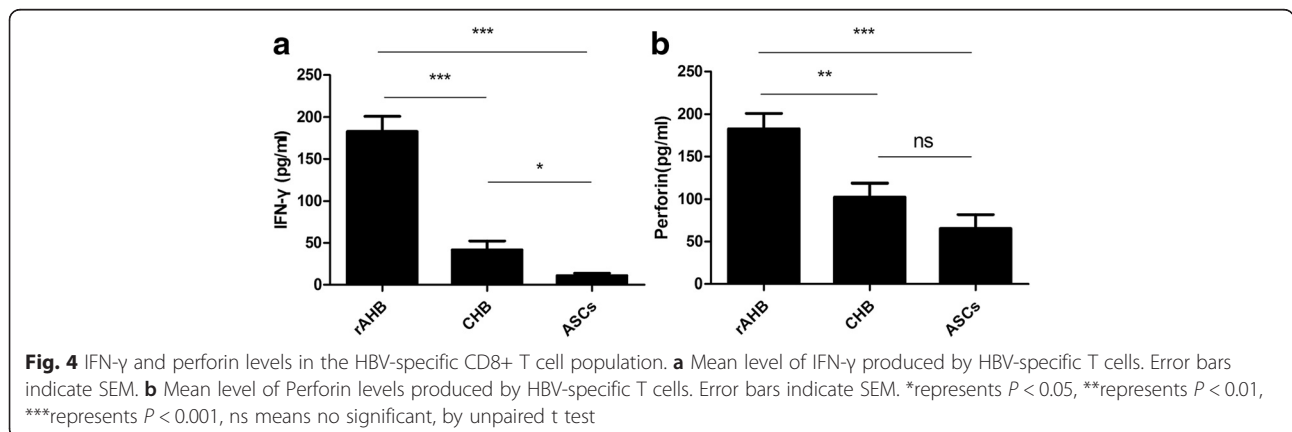 a
b
***
***
***
**
*
ns
250
200
150
100
50
0
IFN-γ (pg/ml)
rAHB
CHB
ASCs
250
200
150
100
50
0
Perforin(pg/ml)
rAHB
CHB
ASCs
Fig. 4 IFN-γ and perforin levels in the HBV-specific CD8+ T cell population. a Mean level of IFN-γ produced by HBV-specific T cells. Error bars
indicate SEM. b Mean level of Perforin levels produced by HBV-specific T cells. Error bars indicate SEM. *represents P < 0.05, **represents P < 0.01,
***represents P < 0.001, ns means no significant, by unpaired t test